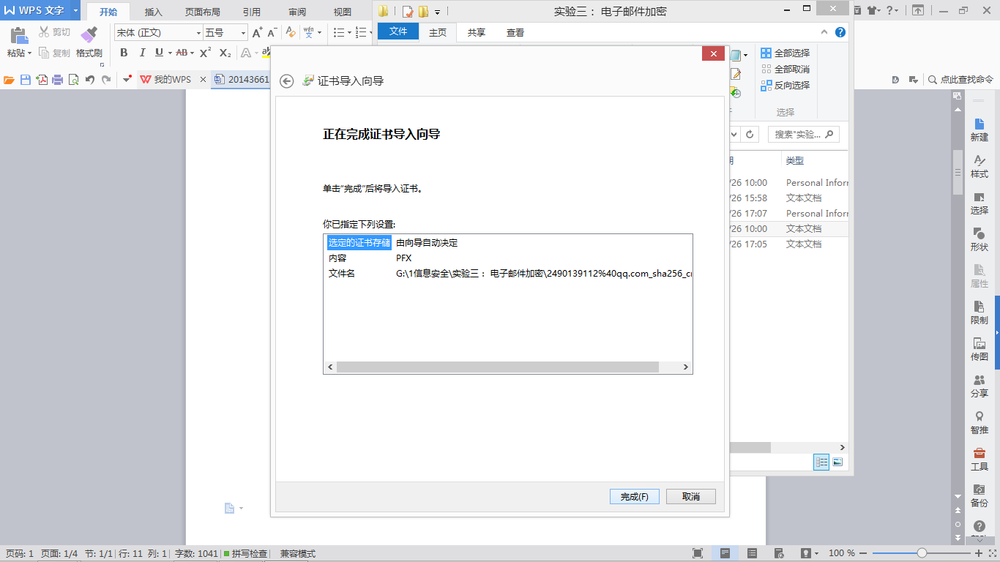 WPS 文字
开始 插入 页面布局 引用 审阅 视图
粘贴 剪切 复制 格式刷
宋体 (正文) 五号
B I U AB X² X₂ A
我的WPS 20143661
实验三：电子邮件加密
文件 主页 共享 查看
全部选择
全部取消
反向选择
选择
点此查找命令
搜索"实验...
类型
/26 10:00 Personal Inforr
/26 15:58 文本文档
/26 17:07 Personal Inforr
/26 10:00 文本文档
/26 17:05 文本文档
证书导入向导
正在完成证书导入向导
单击"完成"后将导入证书。
你已指定下列设置:
选定的证书存储 由向导自动决定
内容 PFX
文件名 G:\1信息安全\实验三：电子邮件加密\2490139112%40qq.com_sha256_cr
完成(F) 取消
新建
样式
选择
形状
属性
限制
传图
分享
智推
工具
备份
页码: 1 页面: 1/4 节: 1/1 行: 11 列: 1 字数: 1041 拼写检查 兼容模式
100 %